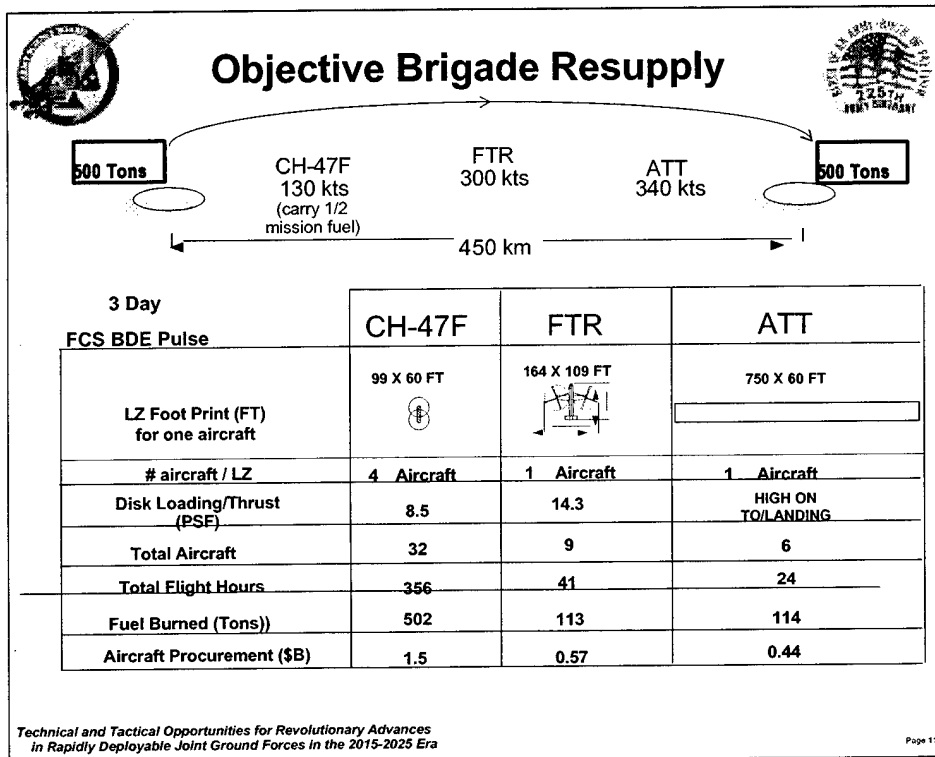 Objective Brigade Resupply
225TH
500 Tons
CH-47F
130 kts
(carry 1/2
mission fuel)
FTR
300 kts
ATT
340 kts
500 Tons
450 km
3 Day
FCS BDE Pulse
CH-47F
FTR
ATT
LZ Foot Print (FT)
for one aircraft
99 X 60 FT
164 X 109 FT
750 X 60 FT
# aircraft / LZ
4 Aircraft
1 Aircraft
1 Aircraft
Disk Loading/Thrust
(PSF)
8.5
14.3
HIGH ON
TO/LANDING
Total Aircraft
32
9
6
Total Flight Hours
356
41
24
Fuel Burned (Tons))
502
113
114
Aircraft Procurement ($B)
1.5
0.57
0.44
Technical and Tactical Opportunities for Revolutionary Advances
in Rapidly Deployable Joint Ground Forces in the 2015-2025 Era
Page 11